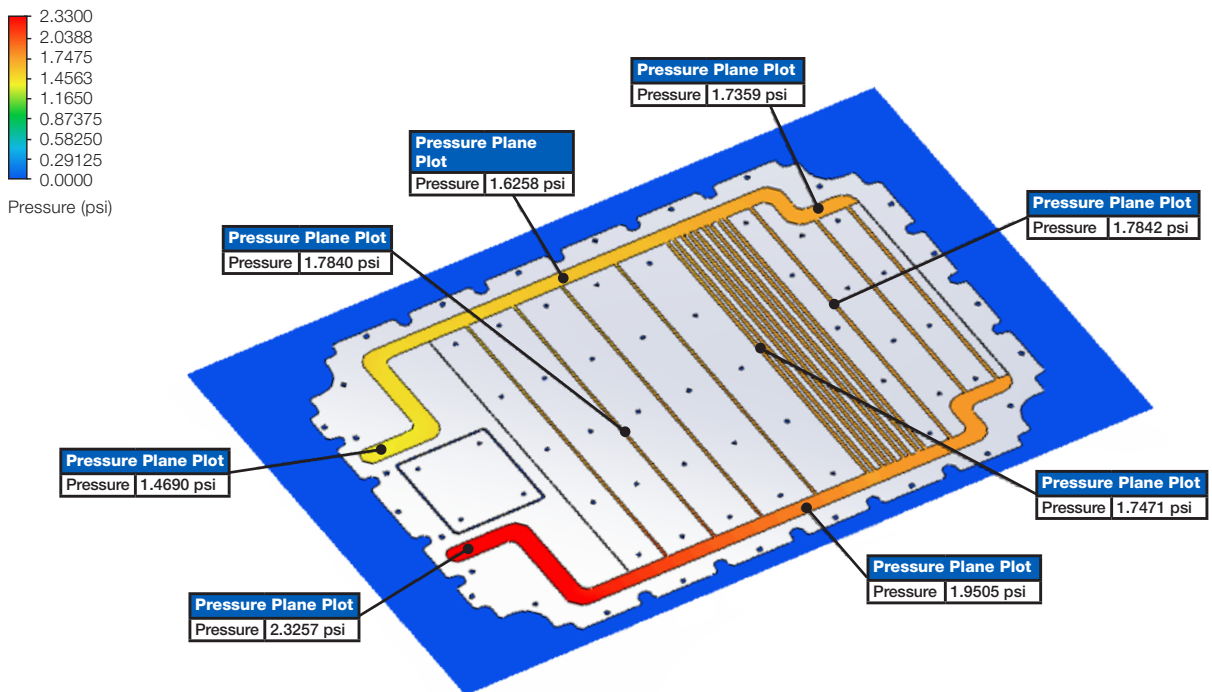 2.3300
2.0388
1.7475
1.4563
1.1650
0.87375
0.58250
0.29125
0.0000
Pressure (psi)
Pressure Plane Plot
Pressure 1.7359 psi
Pressure Plane
Plot
Pressure 1.6258 psi
Pressure Plane Plot
Pressure 1.7842 psi
Pressure Plane Plot
Pressure 1.7840 psi
Pressure Plane Plot
Pressure 1.4690 psi
Pressure Plane Plot
Pressure 1.7471 psi
Pressure Plane Plot
Pressure 1.9505 psi
Pressure Plane Plot
Pressure 2.3257 psi